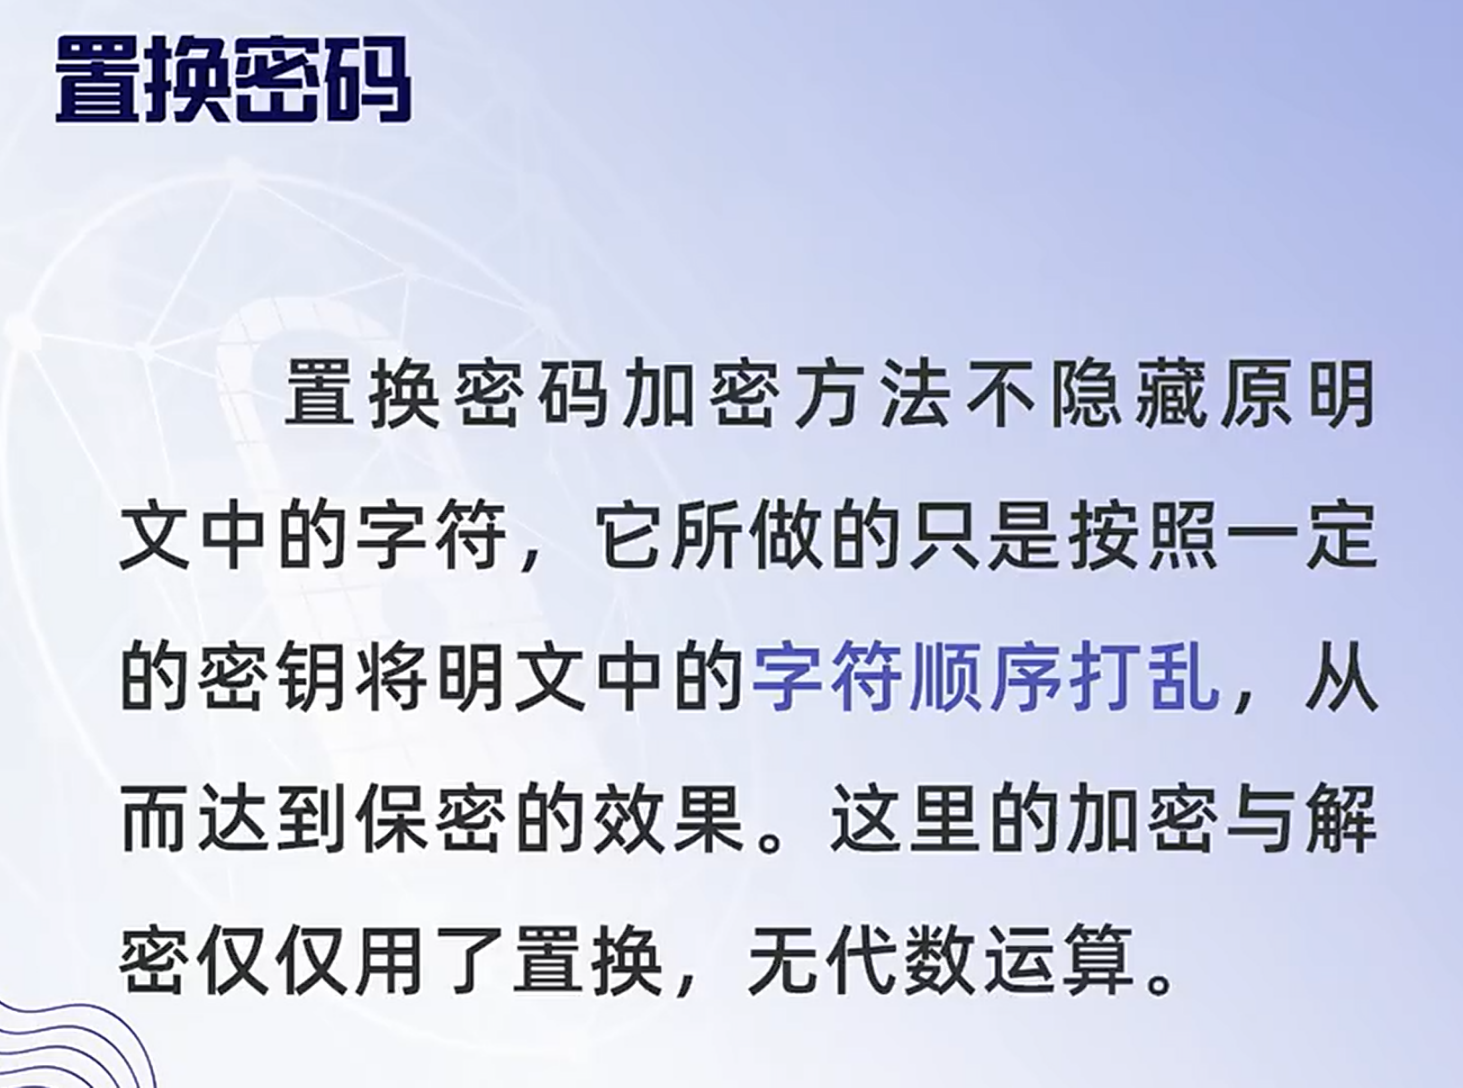 置换密码
置换密码加密方法不隐藏原明
文中的字符，它所做的只是按照一定
的密钥将明文中的字符顺序打乱，从
而达到保密的效果。这里的加密与解
密仅仅用了置换，无代数运算。